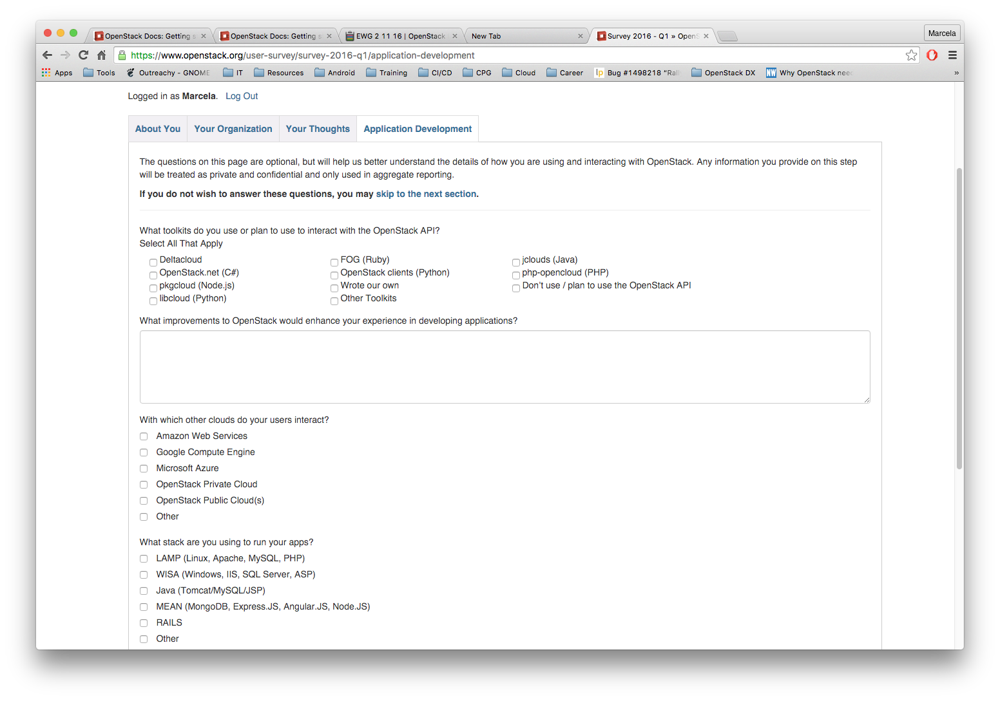 OpenStack Docs: Getting s
OpenStack Docs: Getting s
EWG 2 11 16 | OpenStack
New Tab
Survey 2016 - Q1 » OpenS
Marcela
https://www.openstack.org/user-survey/survey-2016-q1/application-development
Apps
Tools
Outreachy - GNOME
IT
Resources
Android
Training
CI/CD
CPG
Cloud
Career
lp
Bug #1498218 "Rall
OpenStack DX
NW
Why OpenStack nee
»
Logged in as Marcela. Log Out
About You
Your Organization
Your Thoughts
Application Development
The questions on this page are optional, but will help us better understand the details of how you are using and interacting with OpenStack. Any information you provide on this step
will be treated as private and confidential and only used in aggregate reporting.
If you do not wish to answer these questions, you may skip to the next section.
What toolkits do you use or plan to use to interact with the OpenStack API?
Select All That Apply
Deltacloud
FOG (Ruby)
jclouds (Java)
OpenStack.net (C#)
OpenStack clients (Python)
php-opencloud (PHP)
pkgcloud (Node.js)
Wrote our own
Don't use / plan to use the OpenStack API
libcloud (Python)
Other Toolkits
What improvements to OpenStack would enhance your experience in developing applications?
With which other clouds do your users interact?
Amazon Web Services
Google Compute Engine
Microsoft Azure
OpenStack Private Cloud
OpenStack Public Cloud(s)
Other
What stack are you using to run your apps?
LAMP (Linux, Apache, MySQL, PHP)
WISA (Windows, IIS, SQL Server, ASP)
Java (Tomcat/MySQL/JSP)
MEAN (MongoDB, Express.JS, Angular.JS, Node.JS)
RAILS
Other